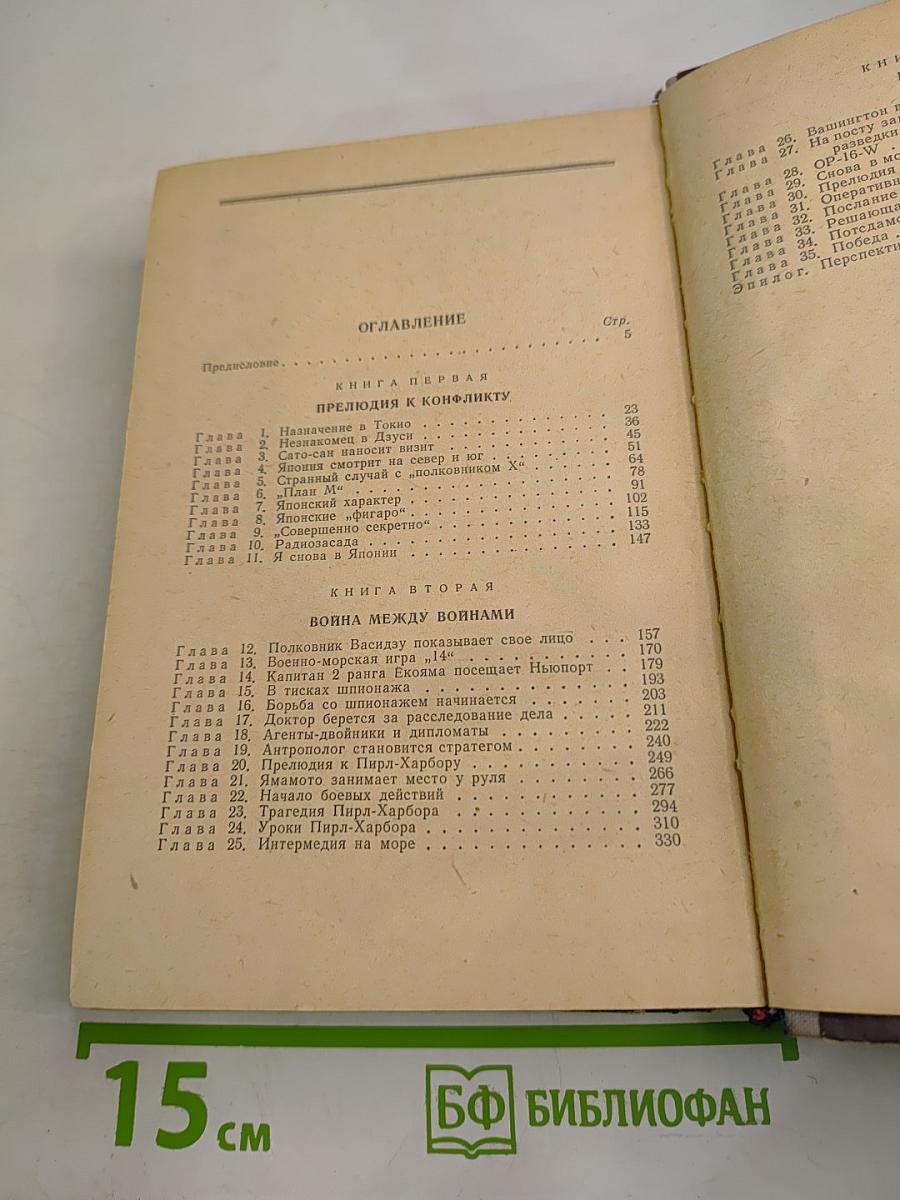 ОГЛАВЛЕНИЕ
Стр.
Предисловие . . . 5
КНИГА ПЕРВАЯ
ПРЕЛЮДИЯ К КОНФЛИКТУ
Глава 1. Назначение в Токио . . . 23
Глава 2. Незнакомец в Дзуси . . . 36
Глава 3. Сато-сан наносит визит . . . 45
Глава 4. Япония смотрит на север и юг . . . 51
Глава 5. Странный случай с „полковником Х“ . . . 64
Глава 6. „План М“ . . . 78
Глава 7. Японский характер . . . 91
Глава 8. Японские „фигаро“ . . . 102
Глава 9. „Совершенно секретно“ . . . 115
Глава 10. Радиозасада . . . 133
Глава 11. Я снова в Японии . . . 147
КНИГА ВТОРАЯ
ВОЙНА МЕЖДУ ВОЙНАМИ
Глава 12. Полковник Васидзу показывает свое лицо . . . 157
Глава 13. Военно-морская игра „14“ . . . 170
Глава 14. Капитан 2 ранга Екояма посещает Ньюпорт . . 179
Глава 15. В тисках шпионажа . . . 193
Глава 16. Борьба со шпионажем начинается . . . 203
Глава 17. Доктор берется за расследование дела . . . 211
Глава 18. Агенты-двойники и дипломаты . . . 222
Глава 19. Антрополог становится стратегом . . . 240
Глава 20. Прелюдия к Пирл-Харбору . . . 249
Глава 21. Ямамото занимает место у руля . . . 266
Глава 22. Начало боевых действий . . . 277
Глава 23. Трагедия Пирл-Харбора . . . 294
Глава 24. Уроки Пирл-Харбора . . . 310
Глава 25. Интермедия на море . . . 330
Глава 26. Вашингтон
Глава 27. На посту
разведки
Глава 28. OP-16-W
Глава 29. Снова в
Глава 30. Прелюдия
Глава 31.
Глава 32. Послание
Глава 33.
Глава 34.
Глава 35. Победа
Эпилог.
15 см
БФ БИБЛИОФАН